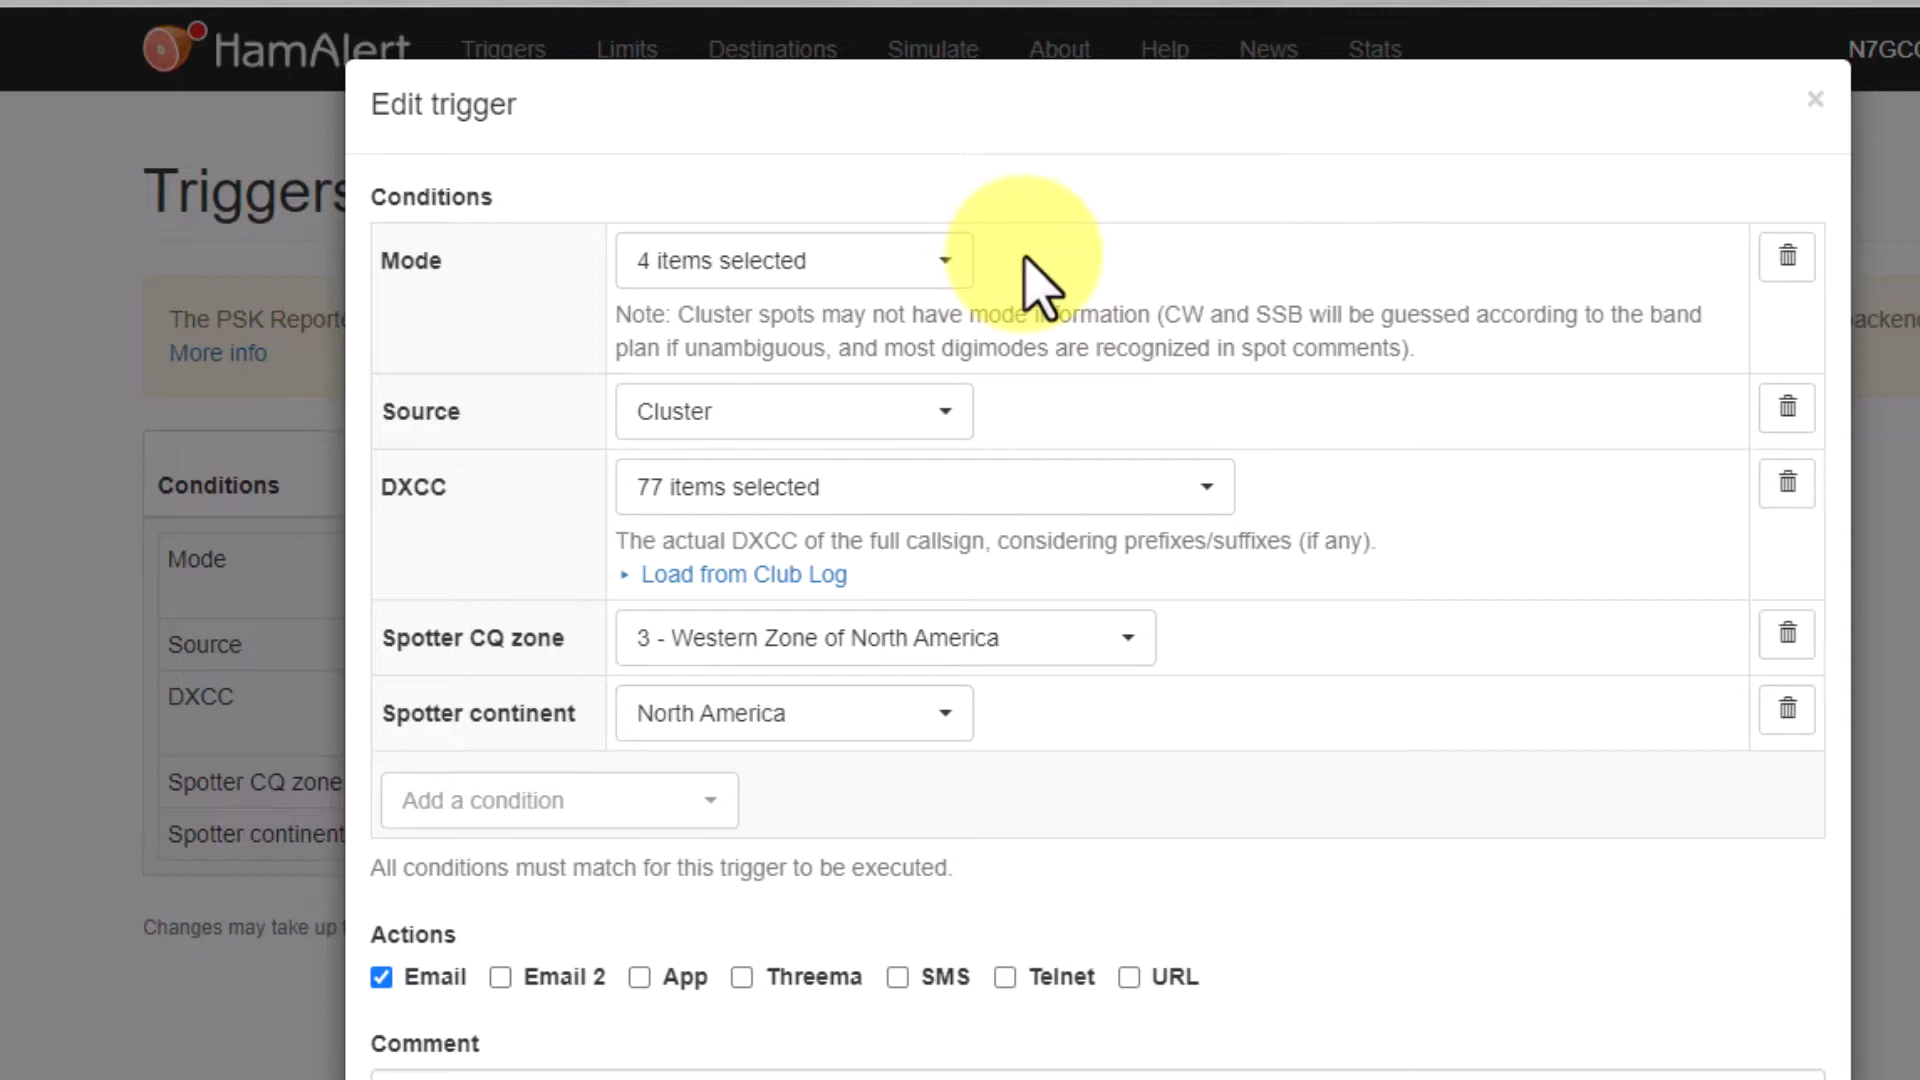 HamAlert Triggers Limits Destinations Simulate About Help News Stats N7GC
Edit trigger ×
Triggers
Conditions
Mode 4 items selected
Note: Cluster spots may not have mode information (CW and SSB will be guessed according to the band
plan if unambiguous, and most digimodes are recognized in spot comments).
The PSK Reporte
More info
Source Cluster
DXCC 77 items selected
The actual DXCC of the full callsign, considering prefixes/suffixes (if any).
Load from Club Log
Spotter CQ zone 3 - Western Zone of North America
Spotter continent North America
Add a condition
All conditions must match for this trigger to be executed.
Conditions
Mode
Source
DXCC
Spotter CQ zone
Spotter continent
Changes may take up
Actions
Email Email 2 App Threema SMS Telnet URL
Comment